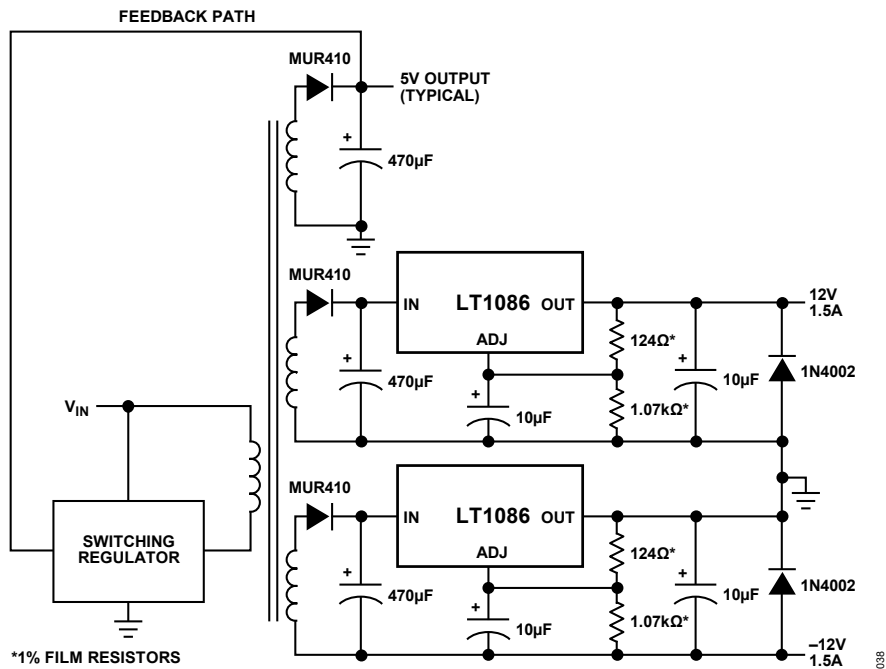 FEEDBACK PATH
MUR410
5V OUTPUT
(TYPICAL)
+
470µF
MUR410
IN
LT1086
OUT
ADJ
12V
1.5A
124Ω*
+
470µF
+
10µF
1.07kΩ*
+
10µF
1N4002
VIN
MUR410
SWITCHING
REGULATOR
IN
LT1086
OUT
ADJ
124Ω*
+
470µF
+
10µF
1.07kΩ*
+
10µF
1N4002
–12V
1.5A
*1% FILM RESISTORS
038